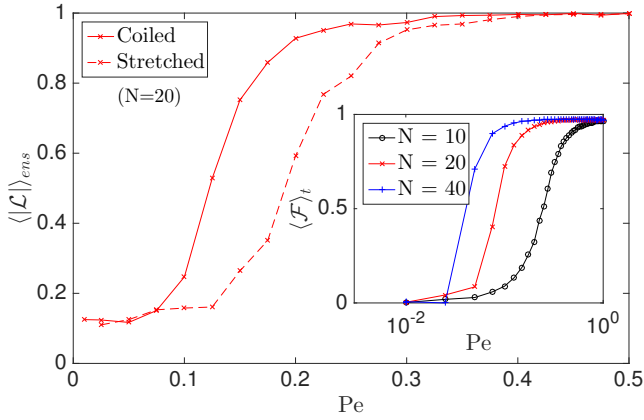 1
0.8
0.6
0.4
0.2
0
0 0.1 0.2 0.3 0.4 0.5
Pe
⟨|ℒ|⟩ₑₙₛ
Coiled
Stretched
(N=20)
1
0.5
0
10⁻² 10⁰
Pe
⟨ℱ⟩ₜ
N = 10
N = 20
N = 40